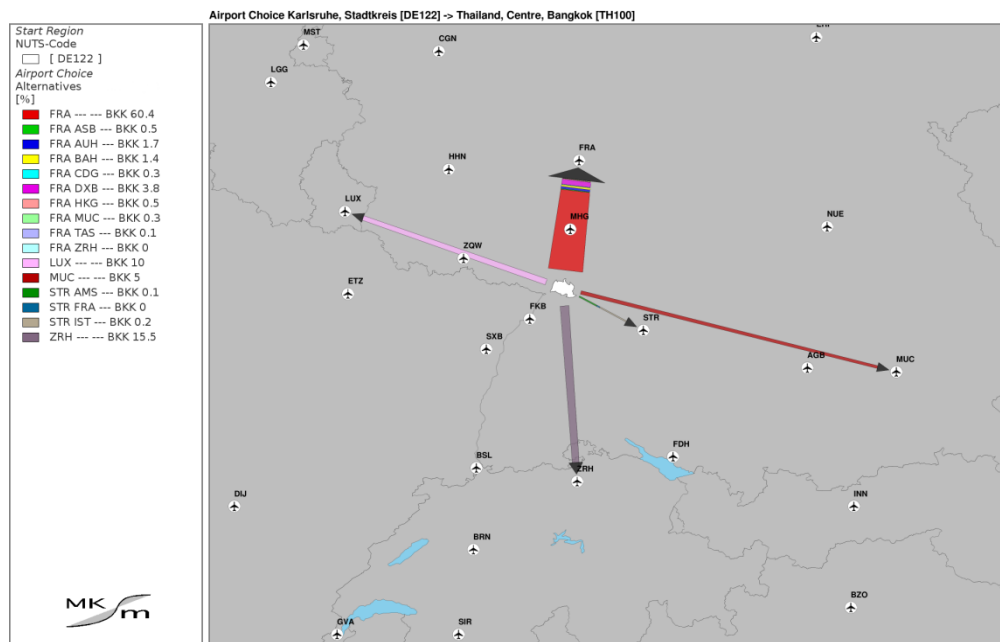 Airport Choice Karlsruhe, Stadtkreis [DE122] -> Thailand, Centre, Bangkok [TH100]
Start Region
NUTS-Code
[ DE122 ]
Airport Choice
Alternatives
[%]
FRA --- --- BKK 60.4
FRA ASB --- BKK 0.5
FRA AUH --- BKK 1.7
FRA BAH --- BKK 1.4
FRA CDG --- BKK 0.3
FRA DXB --- BKK 3.8
FRA HKG --- BKK 0.5
FRA MUC --- BKK 0.3
FRA TAS --- BKK 0.1
FRA ZRH --- BKK 0
LUX --- --- BKK 10
MUC --- --- BKK 5
STR AMS --- BKK 0.1
STR FRA --- BKK 0
STR IST --- BKK 0.2
ZRH --- --- BKK 15.5
MK m
MST
CGN
LGG
HHN
FRA
LUX
MHG
NUE
ZQW
ETZ
FKB
STR
SXB
AGB
MUC
FDH
BSL
ZRH
DIJ
INN
BRN
BZO
GVA
SIR